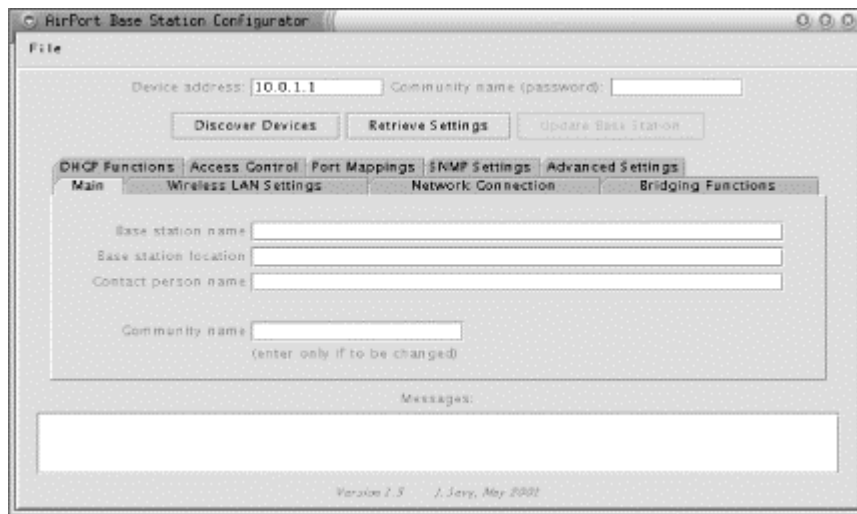 AirPort Base Station Configurator
File
Device address: 10.0.1.1 Community name (password):
Discover Devices Retrieve Settings Update Base Station
DHCP Functions Access Control Port Mappings SNMP Settings Advanced Settings
Main Wireless LAN Settings Network Connection Bridging Functions
Base station name
Base station location
Contact person name
Community name
(enter only if to be changed)
Messages:
Version 1.5 J. Sevy, May 2001